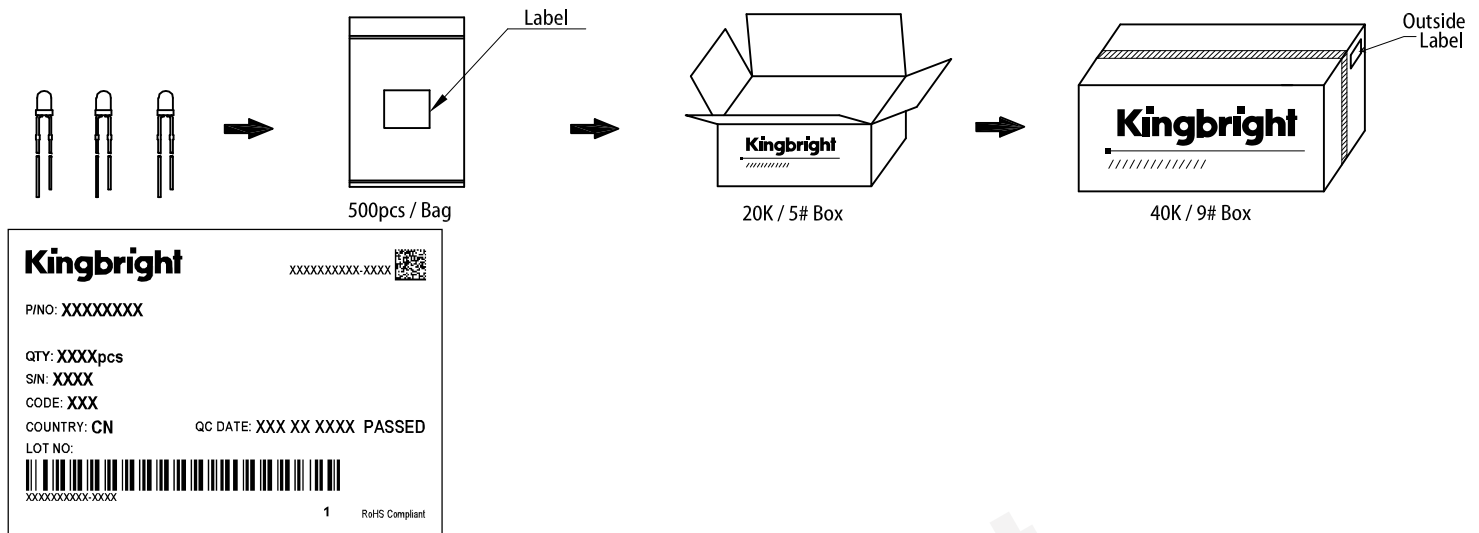 Label
Outside
Label
Kingbright
Kingbright
500pcs / Bag
20K / 5# Box
40K / 9# Box
Kingbright
XXXXXXXXXX-XXXX
P/NO: XXXXXXXX
QTY: XXXXpcs
S/N: XXXX
CODE: XXX
COUNTRY: CN QC DATE: XXX XX XXXX PASSED
LOT NO:
XXXXXXXXXX-XXXX
1 RoHS Compliant